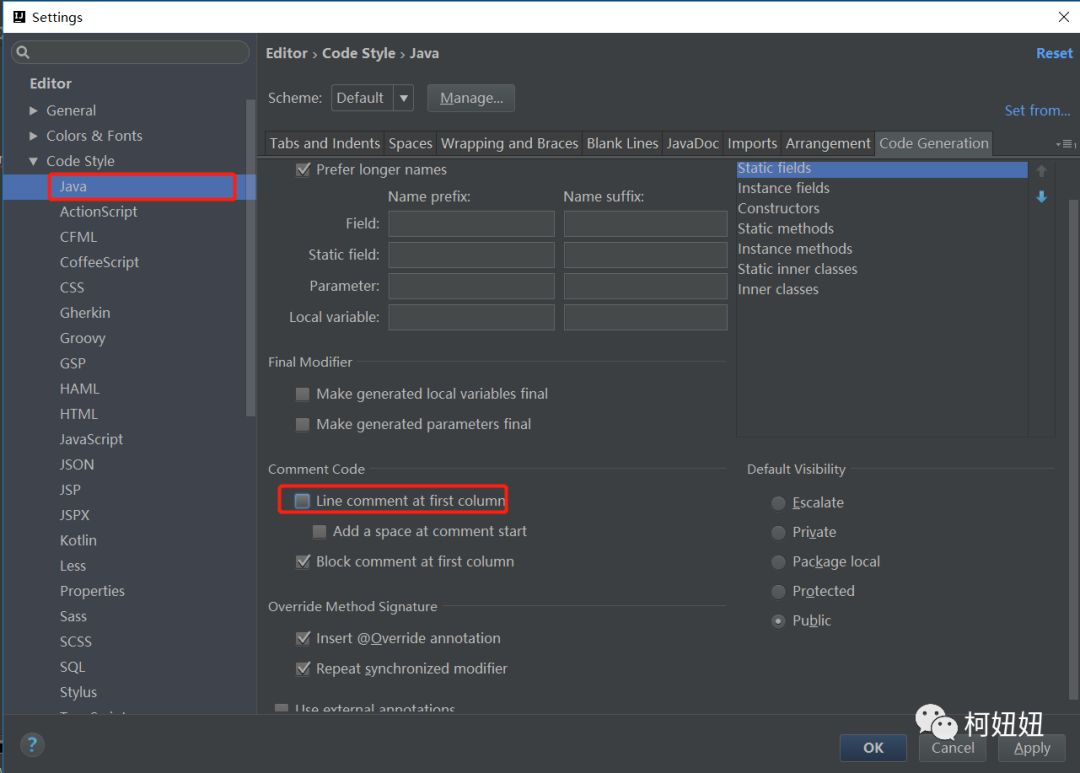 Settings
Editor
General
Colors & Fonts
Code Style
Java
ActionScript
CFML
CoffeeScript
CSS
Gherkin
Groovy
GSP
HAML
HTML
JavaScript
JSON
JSP
JSPX
Kotlin
Less
Properties
Sass
SCSS
SQL
Stylus
Editor › Code Style › Java
Reset
Scheme: Default Manage...
Set from...
Tabs and Indents Spaces Wrapping and Braces Blank Lines JavaDoc Imports Arrangement Code Generation
Prefer longer names
Name prefix: Name suffix:
Field:
Static field:
Parameter:
Local variable:
Static fields
Instance fields
Constructors
Static methods
Instance methods
Static inner classes
Inner classes
Final Modifier
Make generated local variables final
Make generated parameters final
Comment Code
Line comment at first column
Add a space at comment start
Block comment at first column
Default Visibility
Escalate
Private
Package local
Protected
Public
Override Method Signature
Insert @Override annotation
Repeat synchronized modifier
Use external annotations
柯妞妞
?
OK Cancel Apply